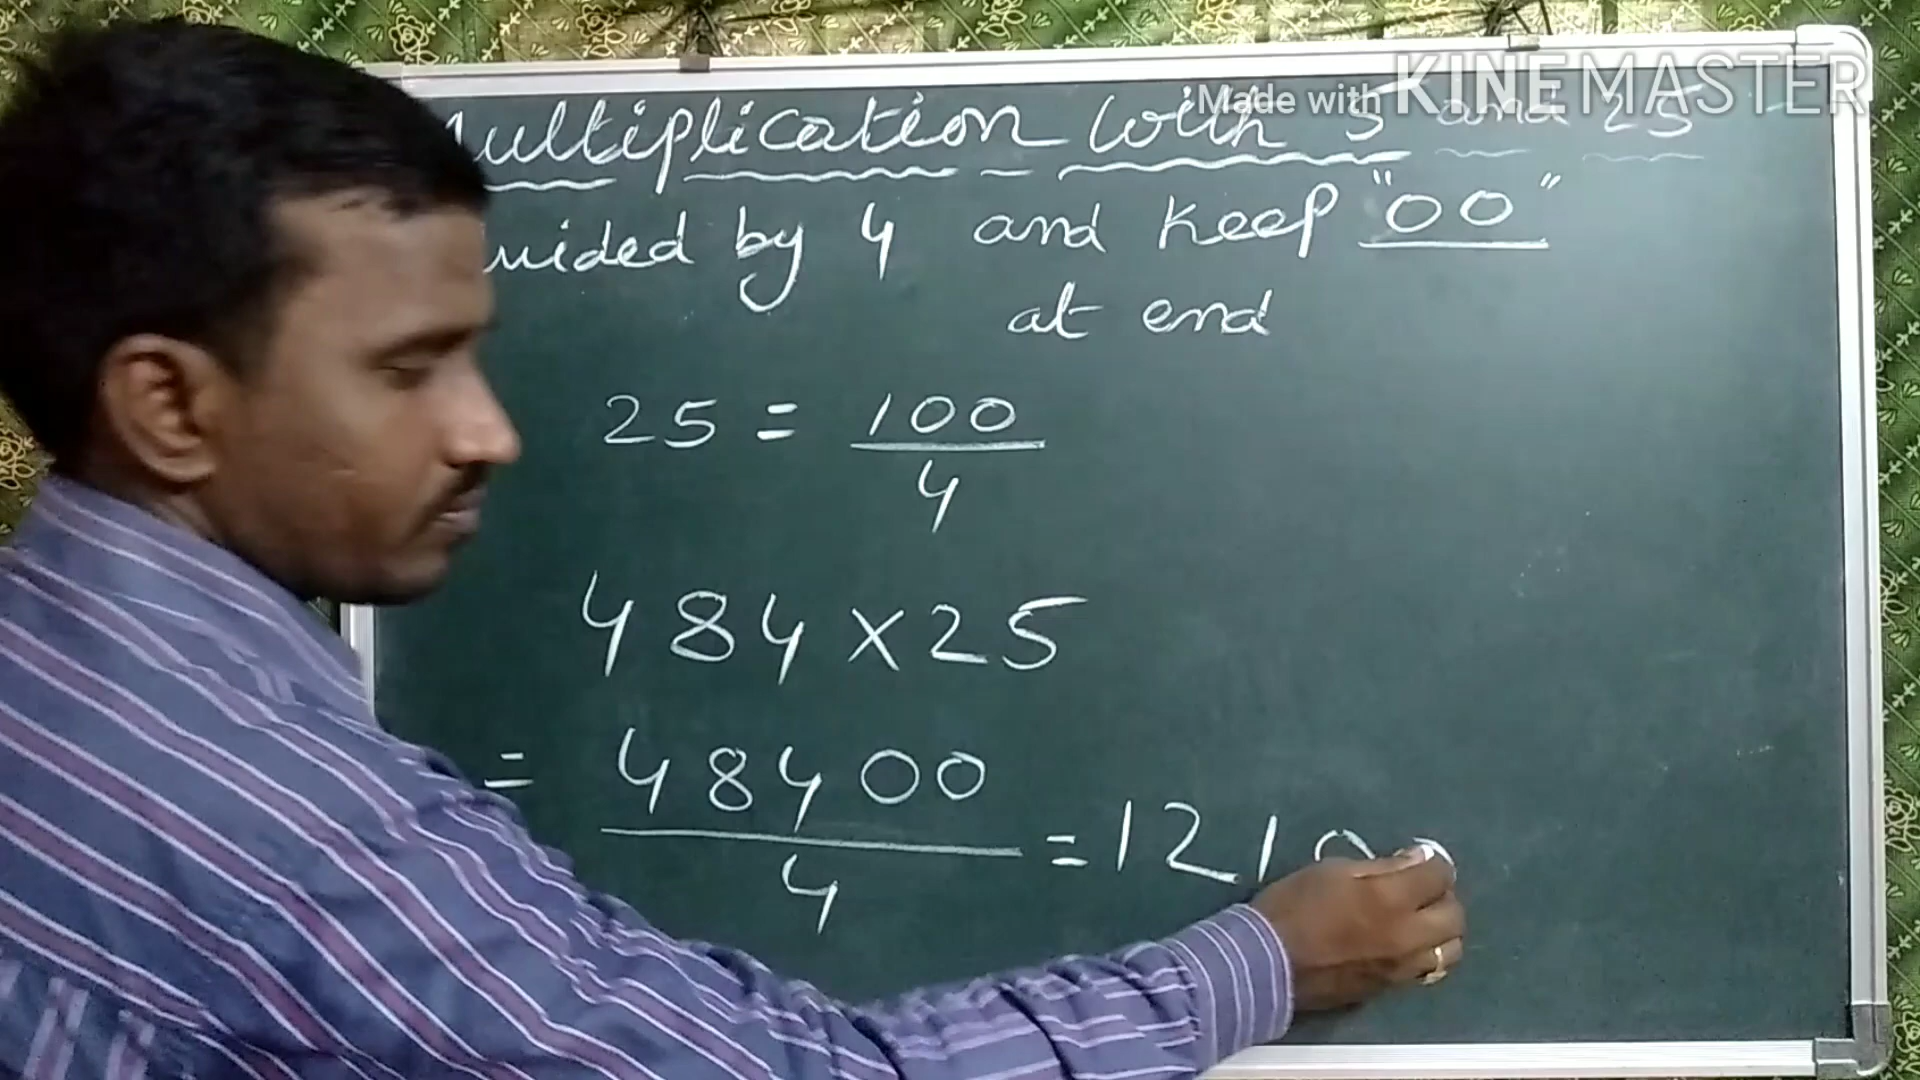 Made with KINEMASTER
Multiplication with 5 and 25
divided by 4 and keep "00"
at end
25 = 100
4
484 × 25
= 48400
4
= 12100